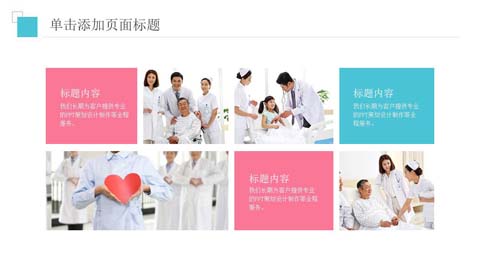 单击添加页面标题
标题内容
我们长期为客户提供专业
的PPT策划设计制作等全程
服务。
标题内容
我们长期为客户提供专业
的PPT策划设计制作等全程
服务。
标题内容
我们长期为客户提供专业
的PPT策划设计制作等全程
服务。